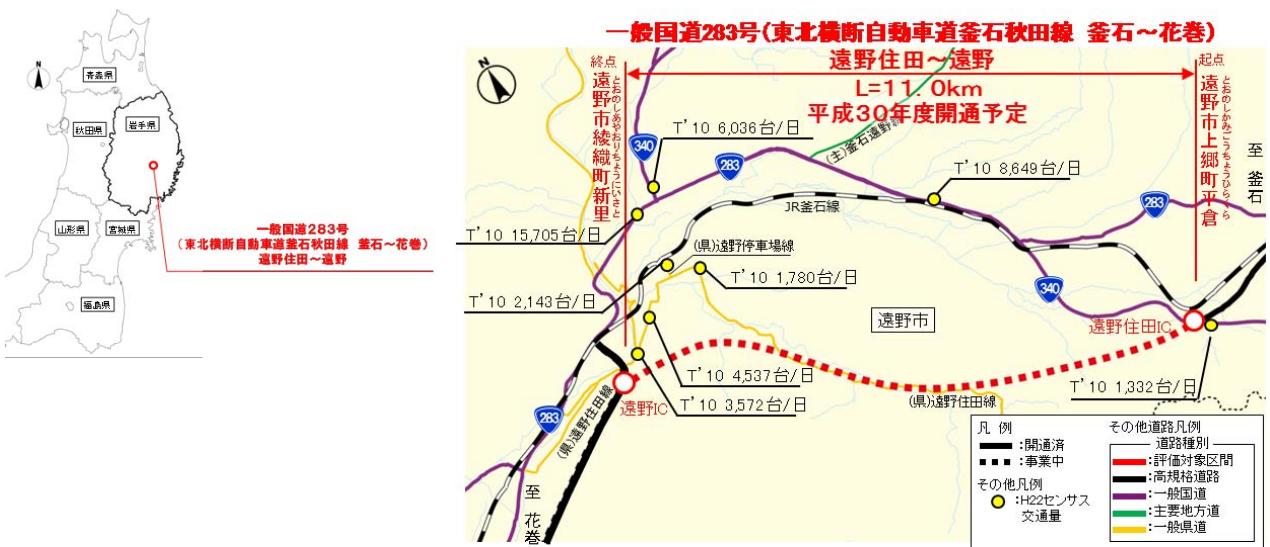 N
青森県
秋田県
岩手県
山形県
宮城県
福島県
一般国道283号
(東北横断自動車道釜石秋田線 釜石～花巻)
遠野住田～遠野
一般国道283号(東北横断自動車道釜石秋田線 釜石～花巻)
遠野住田～遠野
L=11.0km
平成30年度開通予定
N
終点
遠野市綾織町新里
とおのしあやおりちょうにいさと
起点
遠野市上郷町平倉
とおのしかみごうちょうひらくら
至 釜石
T'10 6,036台/日
340
283
(主)釜石遠野線
T'10 8,649台/日
283
JR釜石線
T'10 15,705台/日
(県)遠野停車場線
T'10 1,780台/日
T'10 2,143台/日
340
遠野市
遠野住田IC
T'10 4,537台/日
T'10 1,332台/日
遠野IC
T'10 3,572台/日
(県)遠野住田線
(県)遠野住田線
283
至 花巻
凡 例
:開通済
:事業中
その他凡例
:H22センサス
交通量
その他道路凡例
道路種別
:評価対象区間
:高規格道路
:一般国道
:主要地方道
:一般県道